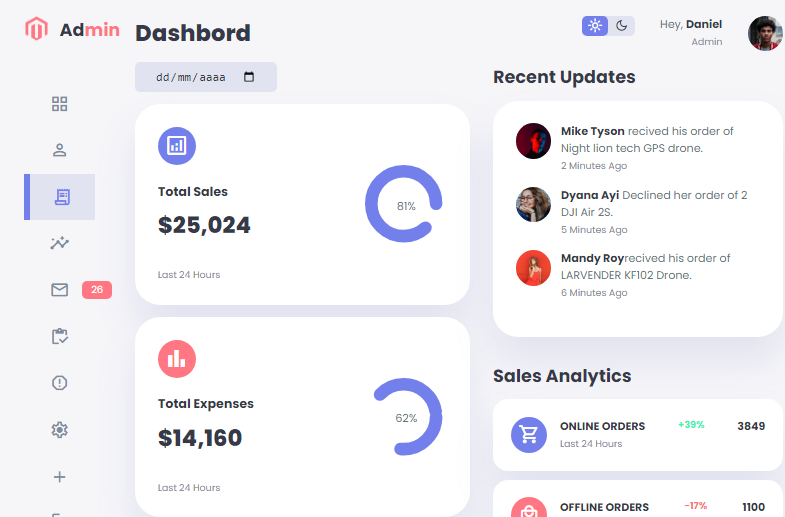 Admin
Dashbord
Hey, Daniel
Admin
dd/mm/aaaa
26
Total Sales
$25,024
81%
Last 24 Hours
Total Expenses
$14,160
62%
Last 24 Hours
Recent Updates
Mike Tyson recived his order of
Night lion tech GPS drone.
2 Minutes Ago
Dyana Ayi Declined her order of 2
DJI Air 2S.
5 Minutes Ago
Mandy Royrecived his order of
LARVENDER KF102 Drone.
6 Minutes Ago
Sales Analytics
ONLINE ORDERS +39% 3849
Last 24 Hours
OFFLINE ORDERS -17% 1100